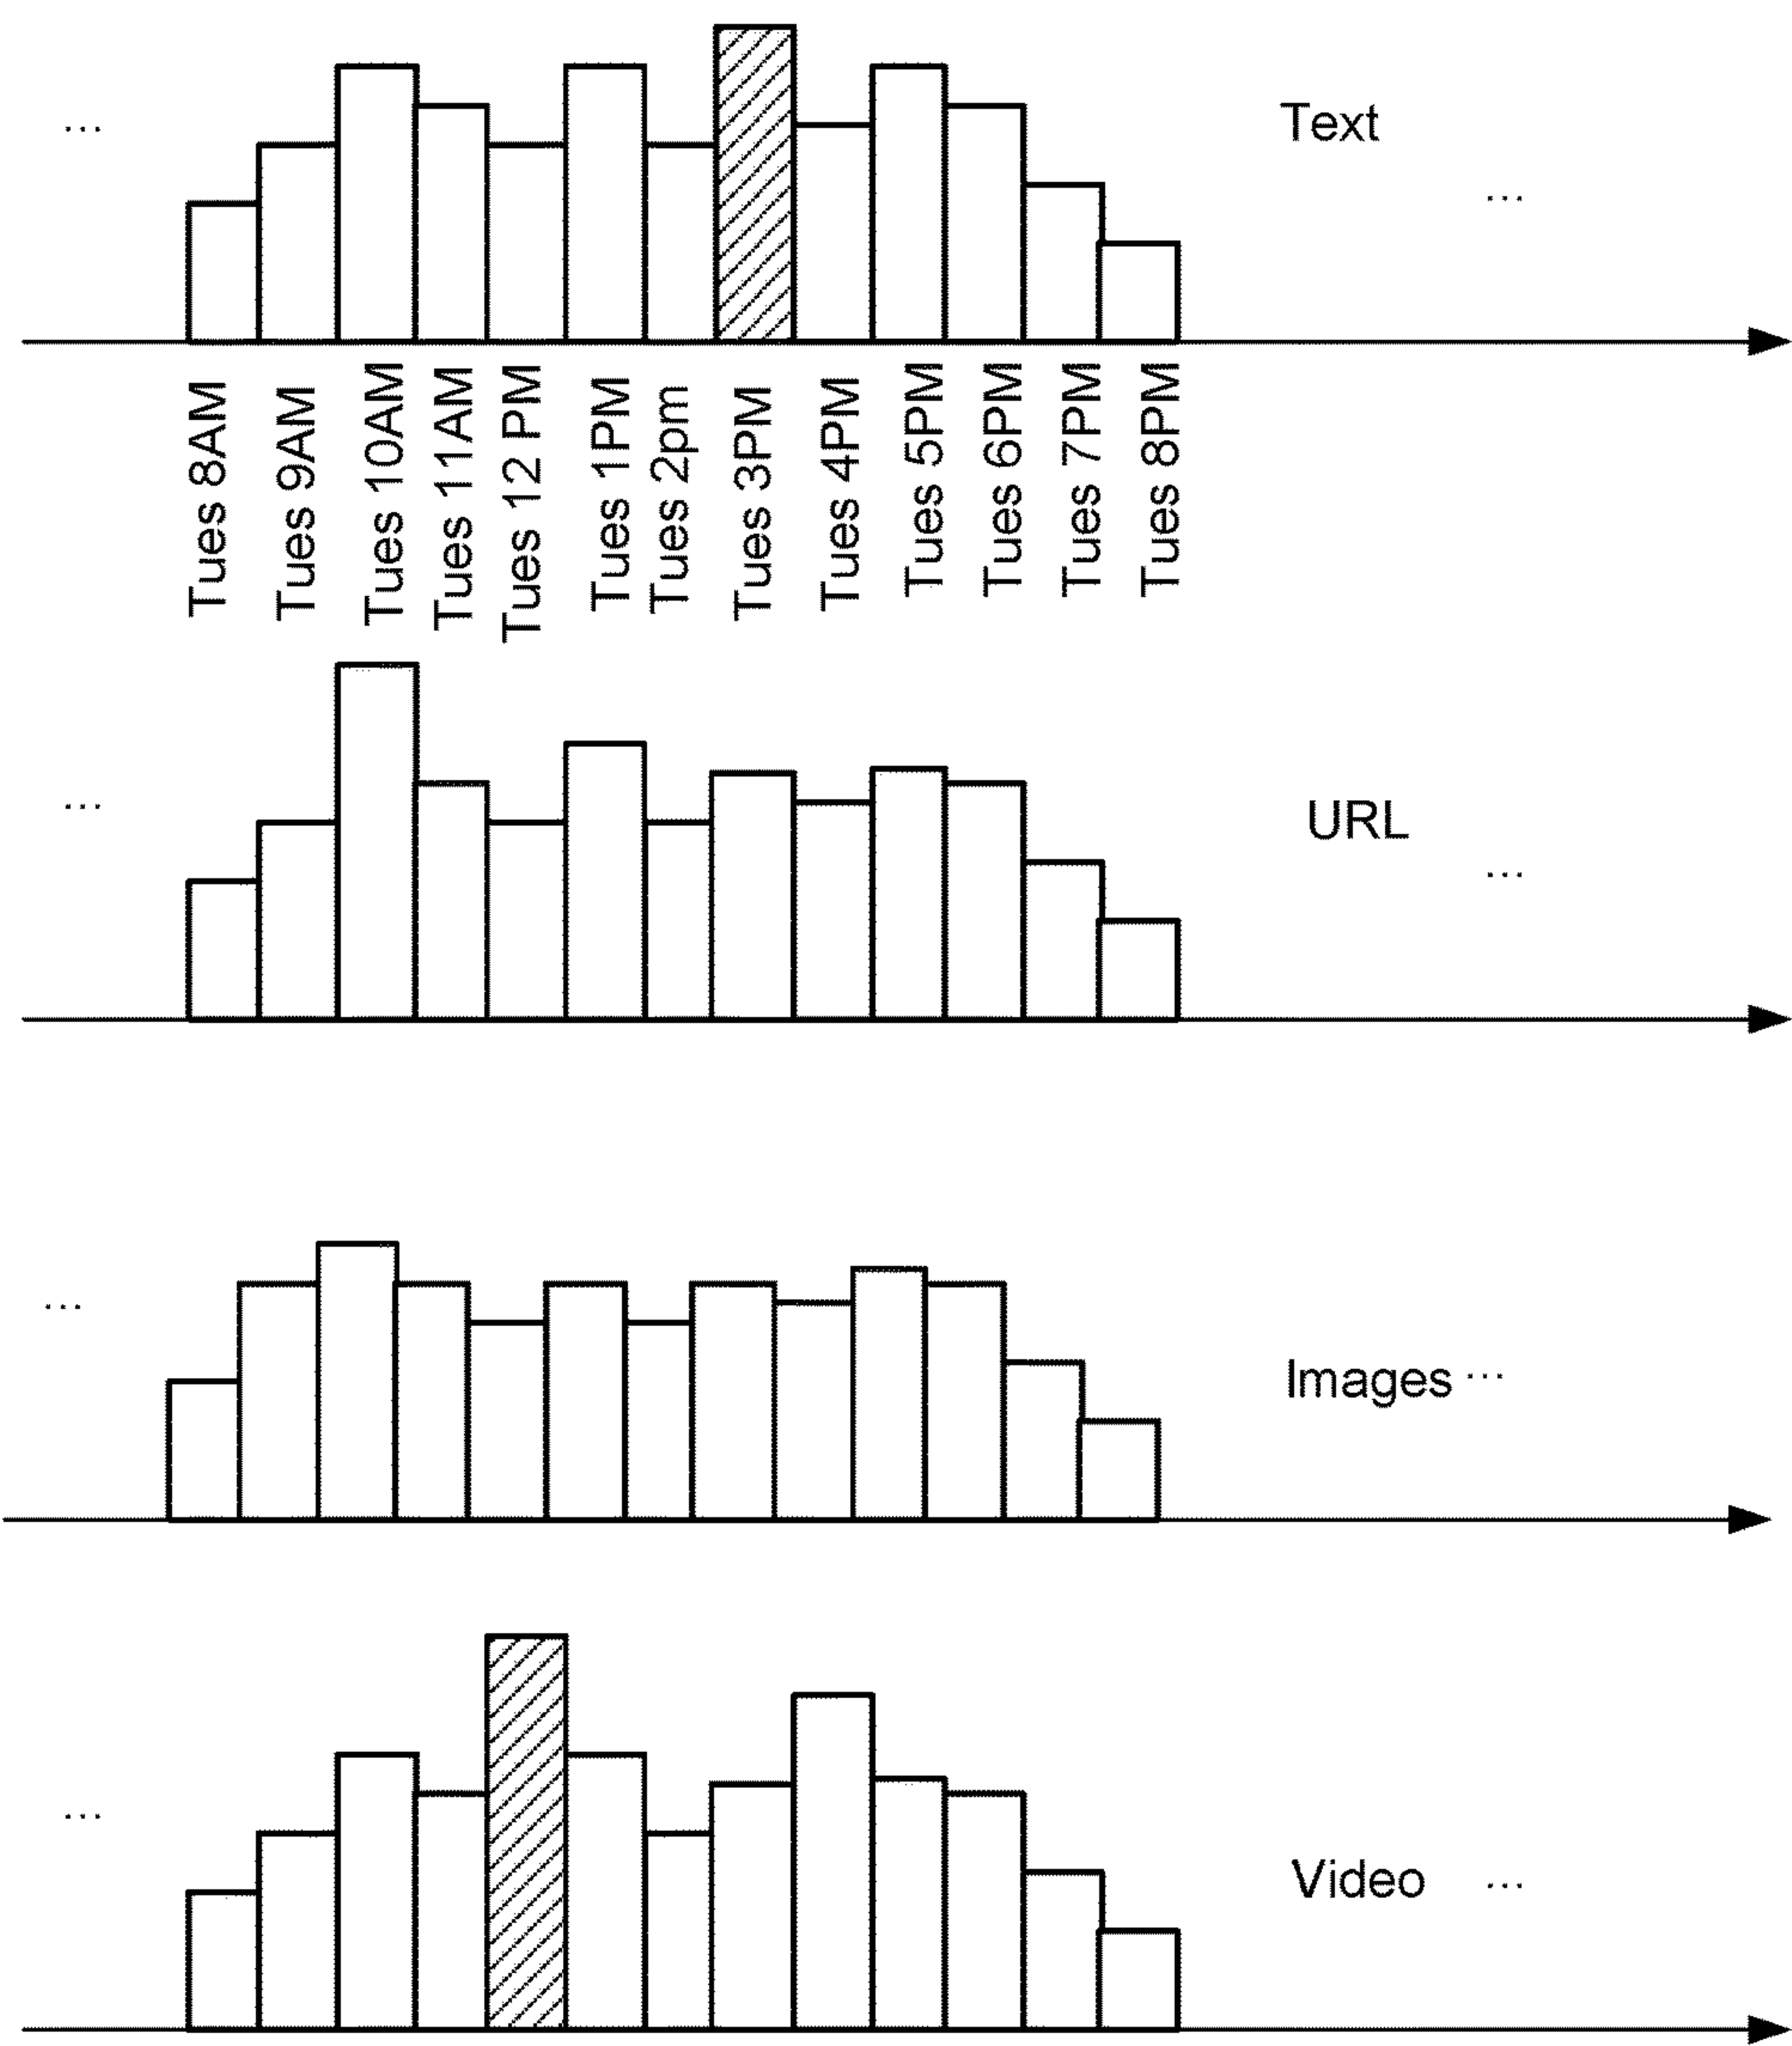 ...
Text
...
Tues 8AM
Tues 9AM
Tues 10AM
Tues 11AM
Tues 12 PM
Tues 1PM
Tues 2pm
Tues 3PM
Tues 4PM
Tues 5PM
Tues 6PM
Tues 7PM
Tues 8PM
...
URL
...
...
Images ...
...
Video ...